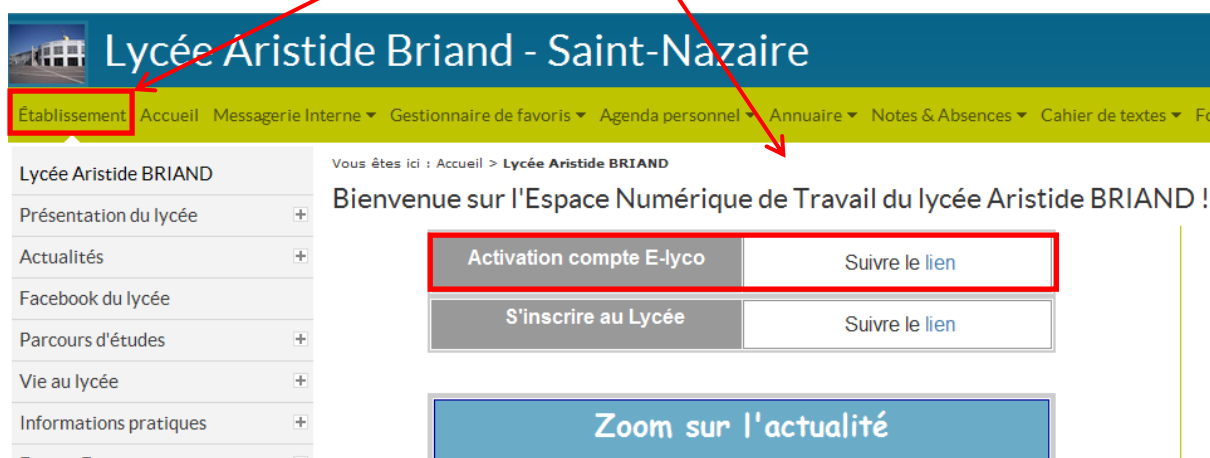 Lycée Aristide Briand - Saint-Nazaire
Établissement Accueil Messagerie Interne Gestionnaire de favoris Agenda personnel Annuaire Notes & Absences Cahier de textes
Lycée Aristide BRIAND
Présentation du lycée
Actualités
Facebook du lycée
Parcours d'études
Vie au lycée
Informations pratiques
Vous êtes ici : Accueil > Lycée Aristide BRIAND
Bienvenue sur l'Espace Numérique de Travail du lycée Aristide BRIAND !
Activation compte E-lyco Suivre le lien
S'inscrire au Lycée Suivre le lien
Zoom sur l'actualité